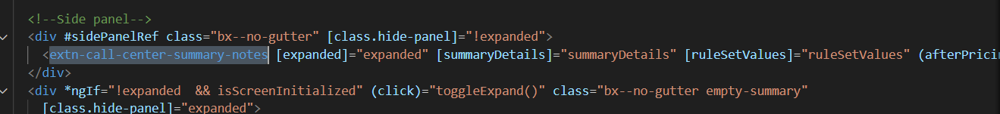 <!--Side panel-->
<div #sidePanelRef class="bx--no-gutter" [class.hide-panel]="!expanded">
<extn-call-center-summary-notes [expanded]="expanded" [summaryDetails]="summaryDetails" [ruleSetValues]="ruleSetValues" (afterPricin
</div>
<div *ngIf="!expanded  && isScreenInitialized" (click)="toggleExpand()" class="bx--no-gutter empty-summary"
[class.hide-panel]="expanded">